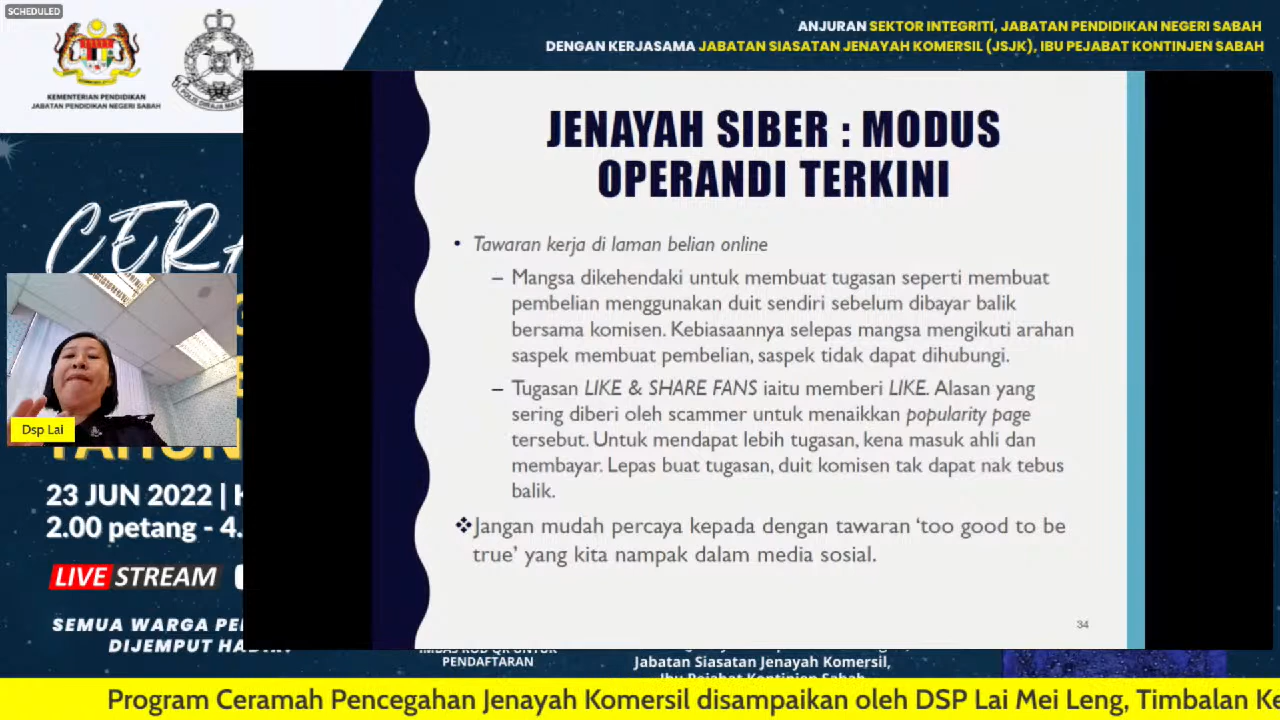 SCHEDULED
KEMENTERIAN PENDIDIKAN
JABATAN PENDIDIKAN NEGERI SABAH
ANJURAN SEKTOR INTEGRITI, JABATAN PENDIDIKAN NEGERI SABAH
DENGAN KERJASAMA JABATAN SIASATAN JENAYAH KOMERSIL (JSJK), IBU PEJABAT KONTINJEN SABAH
JENAYAH SIBER : MODUS
OPERANDI TERKINI
• Tawaran kerja di laman belian online
– Mangsa dikehendaki untuk membuat tugasan seperti membuat
pembelian menggunakan duit sendiri sebelum dibayar balik
bersama komisen. Kebiasaannya selepas mangsa mengikuti arahan
saspek membuat pembelian, saspek tidak dapat dihubungi.
– Tugasan LIKE & SHARE FANS iaitu memberi LIKE. Alasan yang
sering diberi oleh scammer untuk menaikkan popularity page
tersebut. Untuk mendapat lebih tugasan, kena masuk ahli dan
membayar. Lepas buat tugasan, duit komisen tak dapat nak tebus
balik.
❖Jangan mudah percaya kepada dengan tawaran ‘too good to be
true’ yang kita nampak dalam media sosial.
34
Dsp Lai
23 JUN 2022 |
2.00 petang - 4.
LIVE STREAM
SEMUA WARGA
DIJEMPUT
PENDAFTARAN
Jabatan Siasatan Jenayah Komersil,
Program Ceramah Pencegahan Jenayah Komersil disampaikan oleh DSP Lai Mei Leng, Timbalan